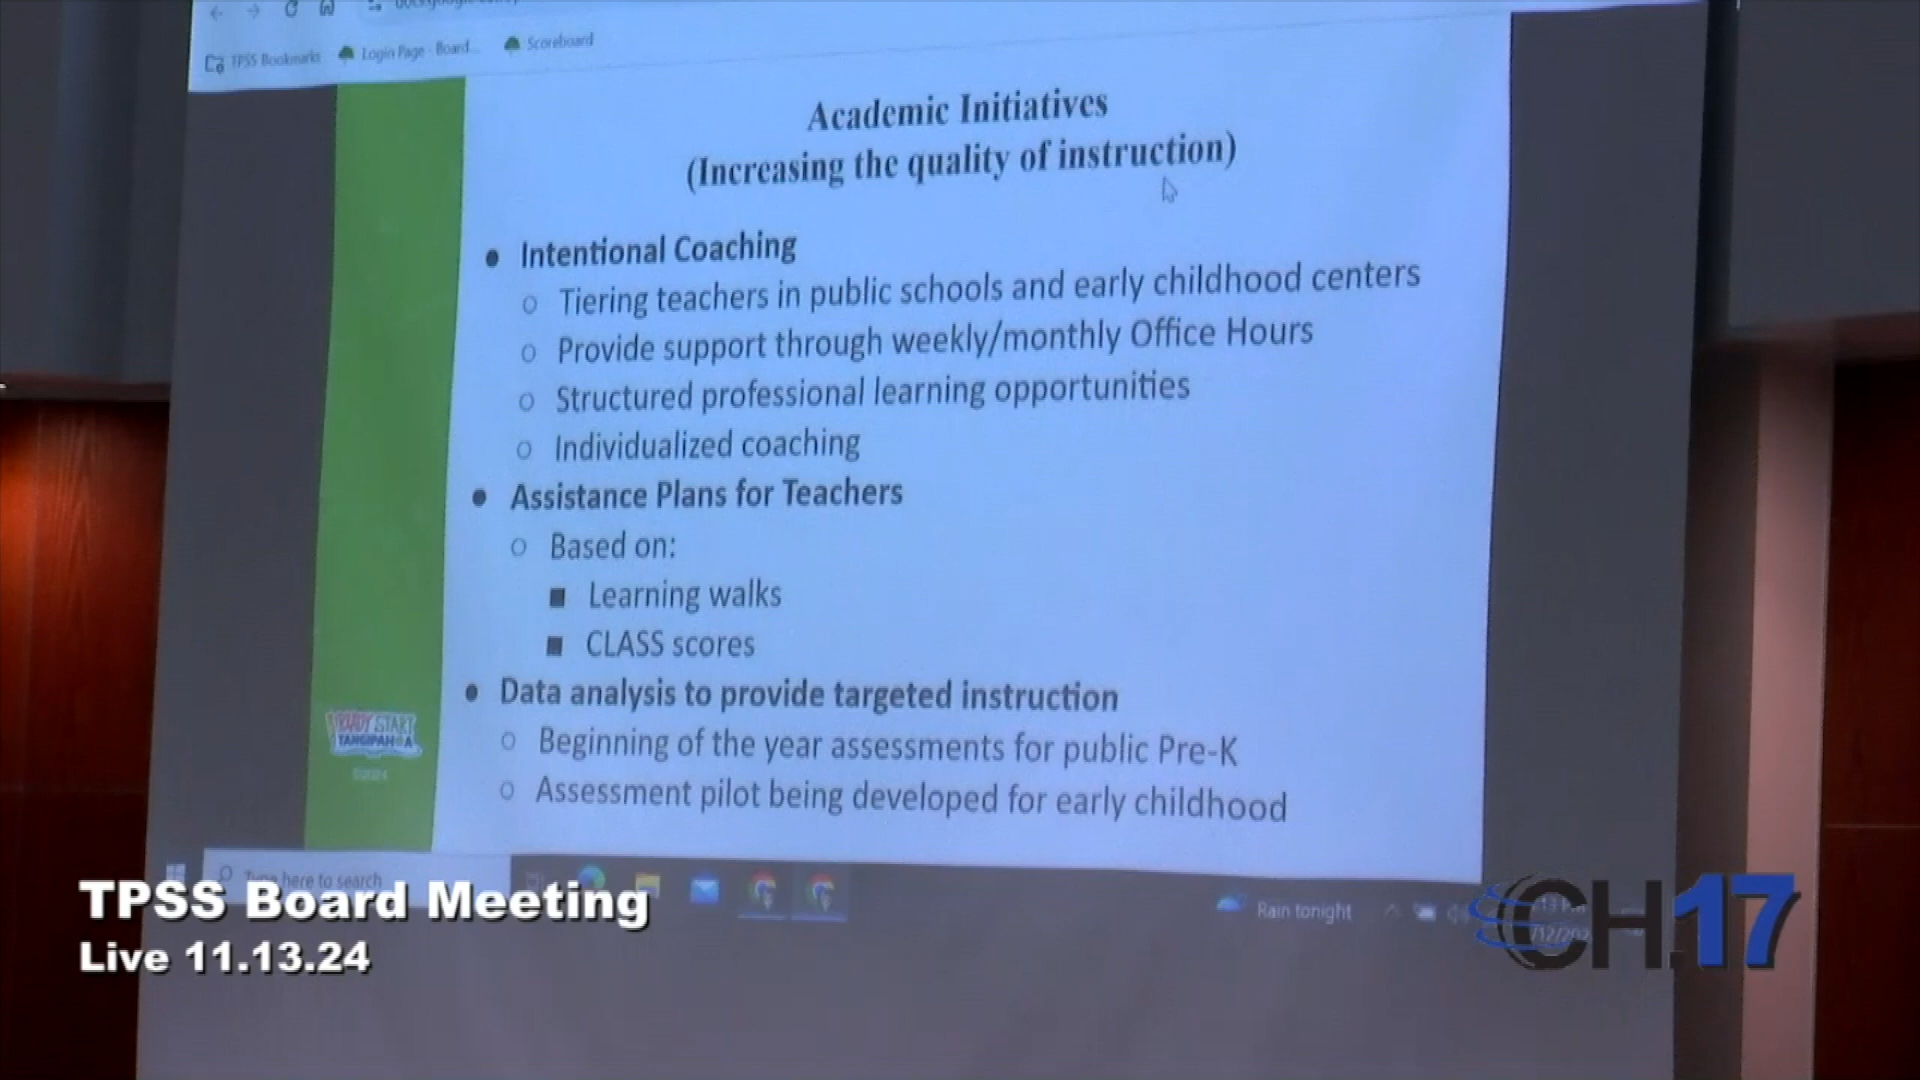 TPSS Bookmarks Login Page - Board... Scoreboard
Academic Initiatives
(Increasing the quality of instruction)
● Intentional Coaching
○ Tiering teachers in public schools and early childhood centers
○ Provide support through weekly/monthly Office Hours
○ Structured professional learning opportunities
○ Individualized coaching
● Assistance Plans for Teachers
○ Based on:
■ Learning walks
■ CLASS scores
● Data analysis to provide targeted instruction
○ Beginning of the year assessments for public Pre-K
○ Assessment pilot being developed for early childhood
READY START
TANGIPAHOA
Type here to search
Rain tonight
TPSS Board Meeting
Live 11.13.24
CH.17